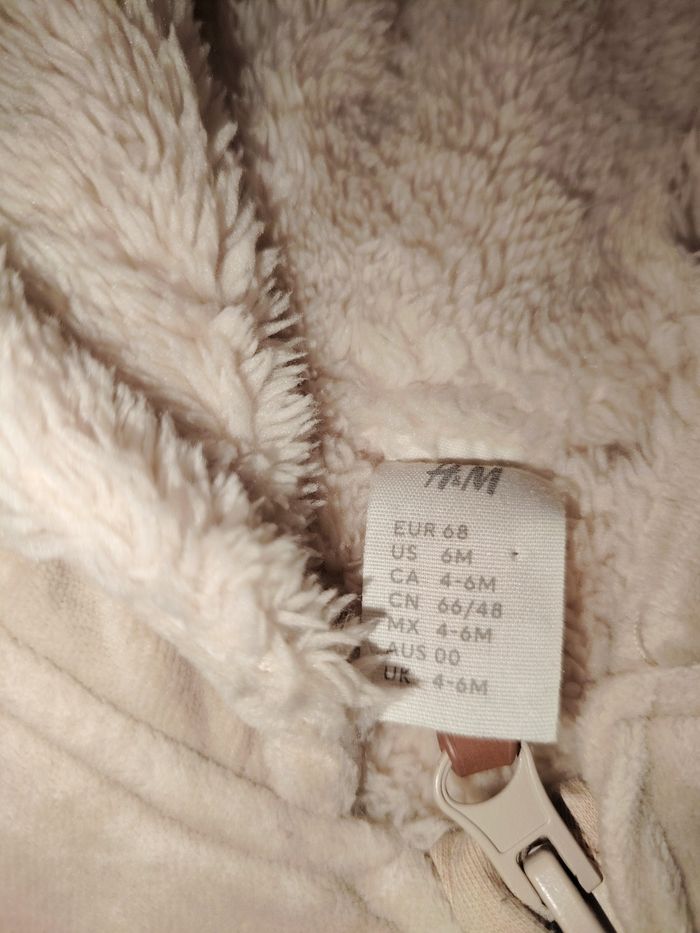 H&M
EUR 68
US 6M
CA 4-6M
CN 66/48
MX 4-6M
AUS 00
UK 4-6M